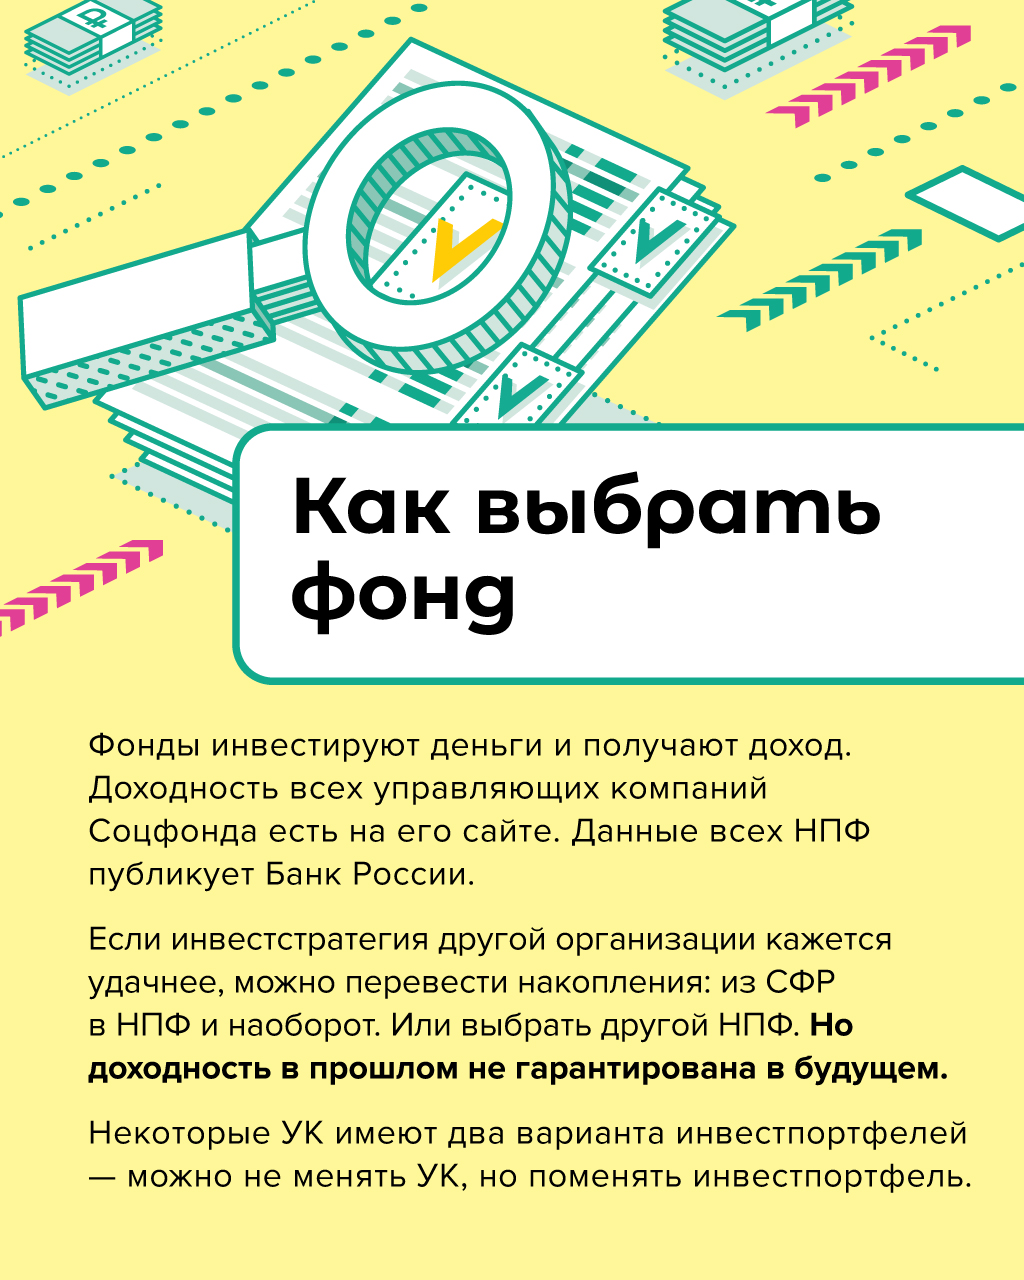 Как выбрать
фонд
Фонды инвестируют деньги и получают доход.
Доходность всех управляющих компаний
Соцфонда есть на его сайте. Данные всех НПФ
публикует Банк России.
Если инвестстратегия другой организации кажется
удачнее, можно перевести накопления: из СФР
в НПФ и наоборот. Или выбрать другой НПФ. Но
доходность в прошлом не гарантирована в будущем.
Некоторые УК имеют два варианта инвестпортфелей
— можно не менять УК, но поменять инвестпортфель.